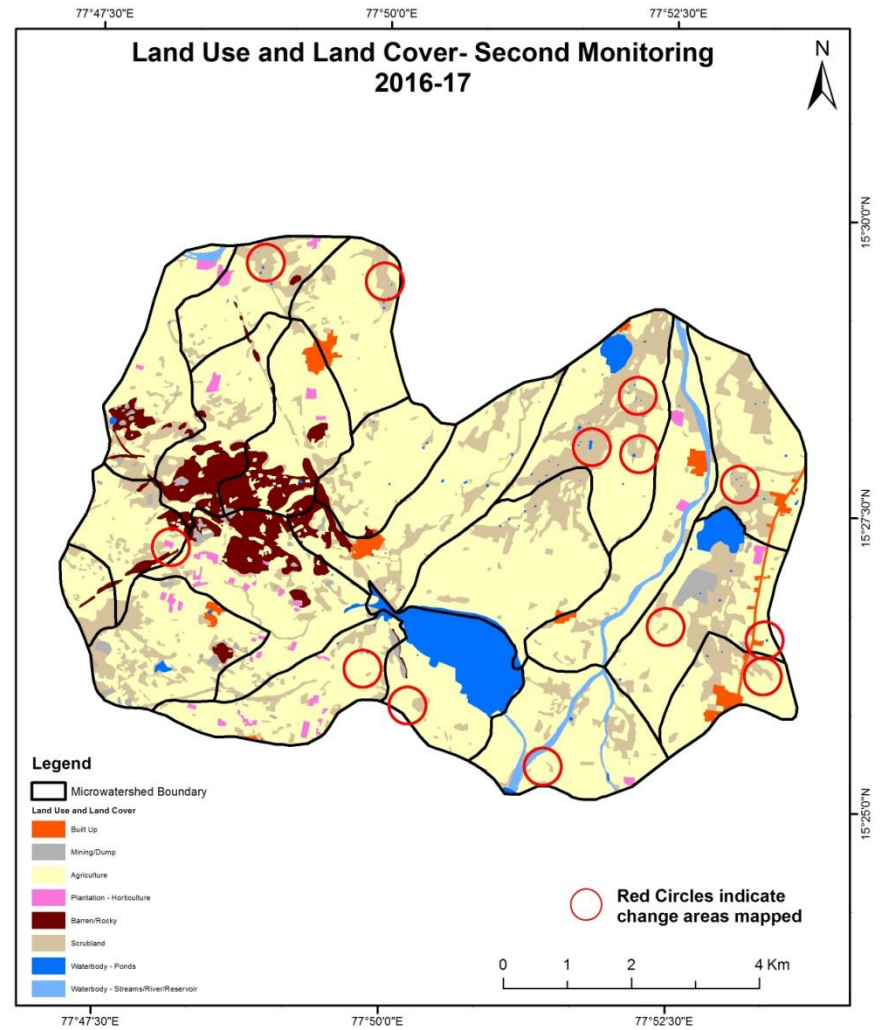 77°47'30"E 77°50'0"E 77°52'30"E
Land Use and Land Cover- Second Monitoring
2016-17
N
15°30'0"N
15°27'30"N
15°25'0"N
Legend
Microwatershed Boundary
Land Use and Land Cover
Built Up
Mining/Dump
Agriculture
Plantation - Horticulture
Barren/Rocky
Scrubland
Waterbody - Ponds
Waterbody - Streams/River/Reservoir
Red Circles indicate
change areas mapped
0 1 2 4 Km
77°47'30"E 77°50'0"E 77°52'30"E